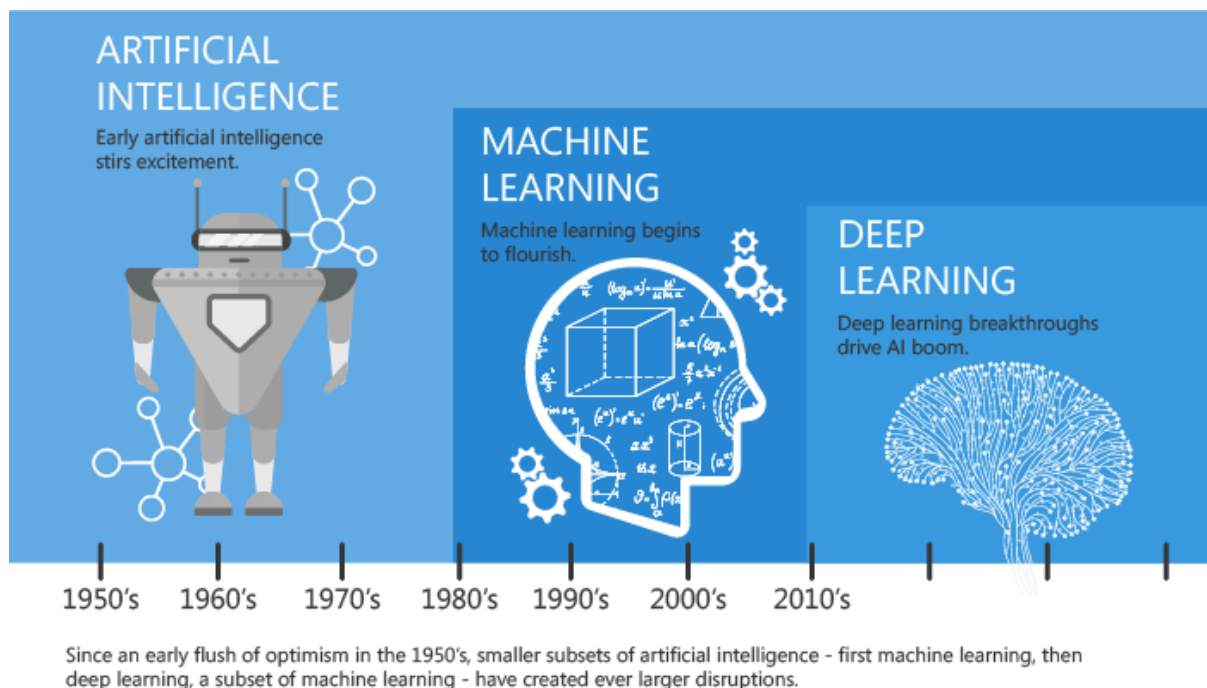 ARTIFICIAL
INTELLIGENCE
Early artificial intelligence
stirs excitement.
MACHINE
LEARNING
Machine learning begins
to flourish.
DEEP
LEARNING
Deep learning breakthroughs
drive AI boom.
1950's 1960's 1970's 1980's 1990's 2000's 2010's
Since an early flush of optimism in the 1950's, smaller subsets of artificial intelligence - first machine learning, then
deep learning, a subset of machine learning - have created ever larger disruptions.